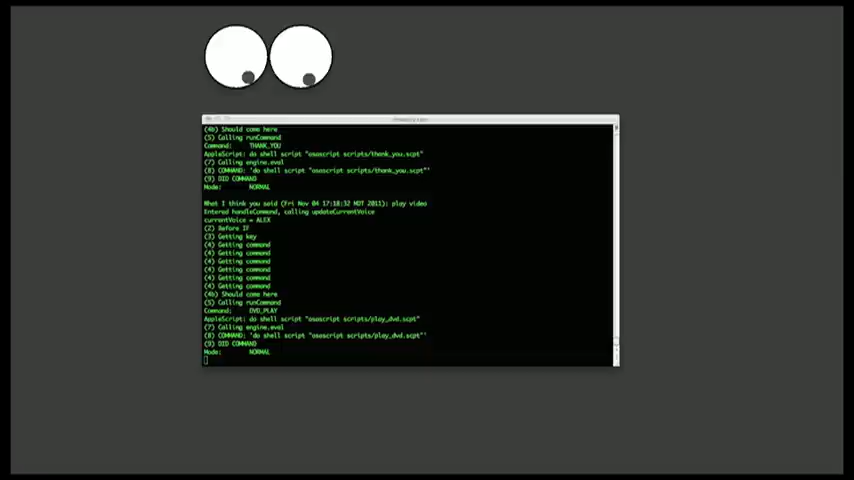 (4b) Should come here
(5) Calling runCommand
Command: THANK_YOU
AppleScript: do shell script "osascript scripts/thank_you.scpt"
(7) Calling engine.eval
(8) COMMAND: 'do shell script "osascript scripts/thank_you.scpt"'
(9) DID COMMAND
Mode: NORMAL
What I think you said (Fri Nov 04 17:18:32 MDT 2011): play video
Entered handleCommand, calling updateCurrentVoice
currentVoice = ALEX
(2) Before IF
(3) Getting key
(4) Getting command
(4) Getting command
(4) Getting command
(4) Getting command
(4) Getting command
(4) Getting command
(4b) Should come here
(5) Calling runCommand
Command: DVD_PLAY
AppleScript: do shell script "osascript scripts/play_dvd.scpt"
(7) Calling engine.eval
(8) COMMAND: 'do shell script "osascript scripts/play_dvd.scpt"'
(9) DID COMMAND
Mode: NORMAL